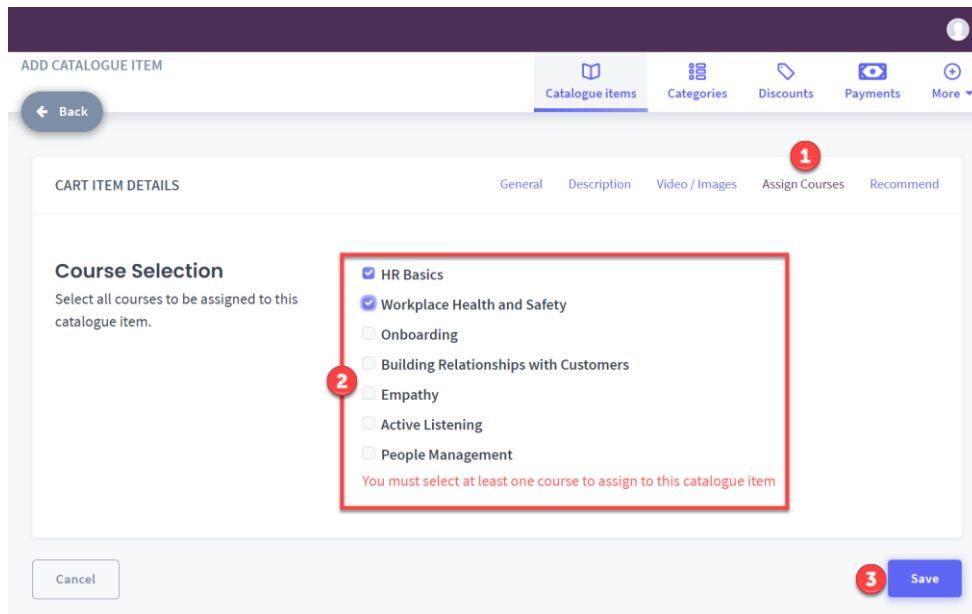 ADD CATALOGUE ITEM
Back
Catalogue items
Categories
Discounts
Payments
More
1
CART ITEM DETAILS
General
Description
Video / Images
Assign Courses
Recommend
Course Selection
Select all courses to be assigned to this
catalogue item.
2
HR Basics
Workplace Health and Safety
Onboarding
Building Relationships with Customers
Empathy
Active Listening
People Management
You must select at least one course to assign to this catalogue item
Cancel
3
Save